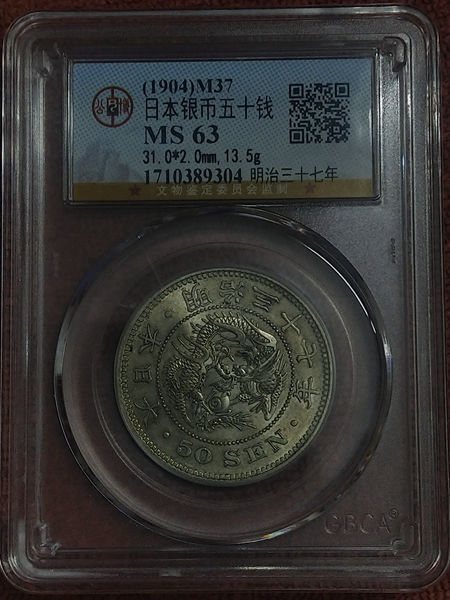 (1904)M37
公博
日本银币五十钱
MS 63
31.0*2.0mm,13.5g
1710389304 明治三十七年
文物鉴定委员会监制
大日本·明治三十七年·
50 SEN
GBCA®